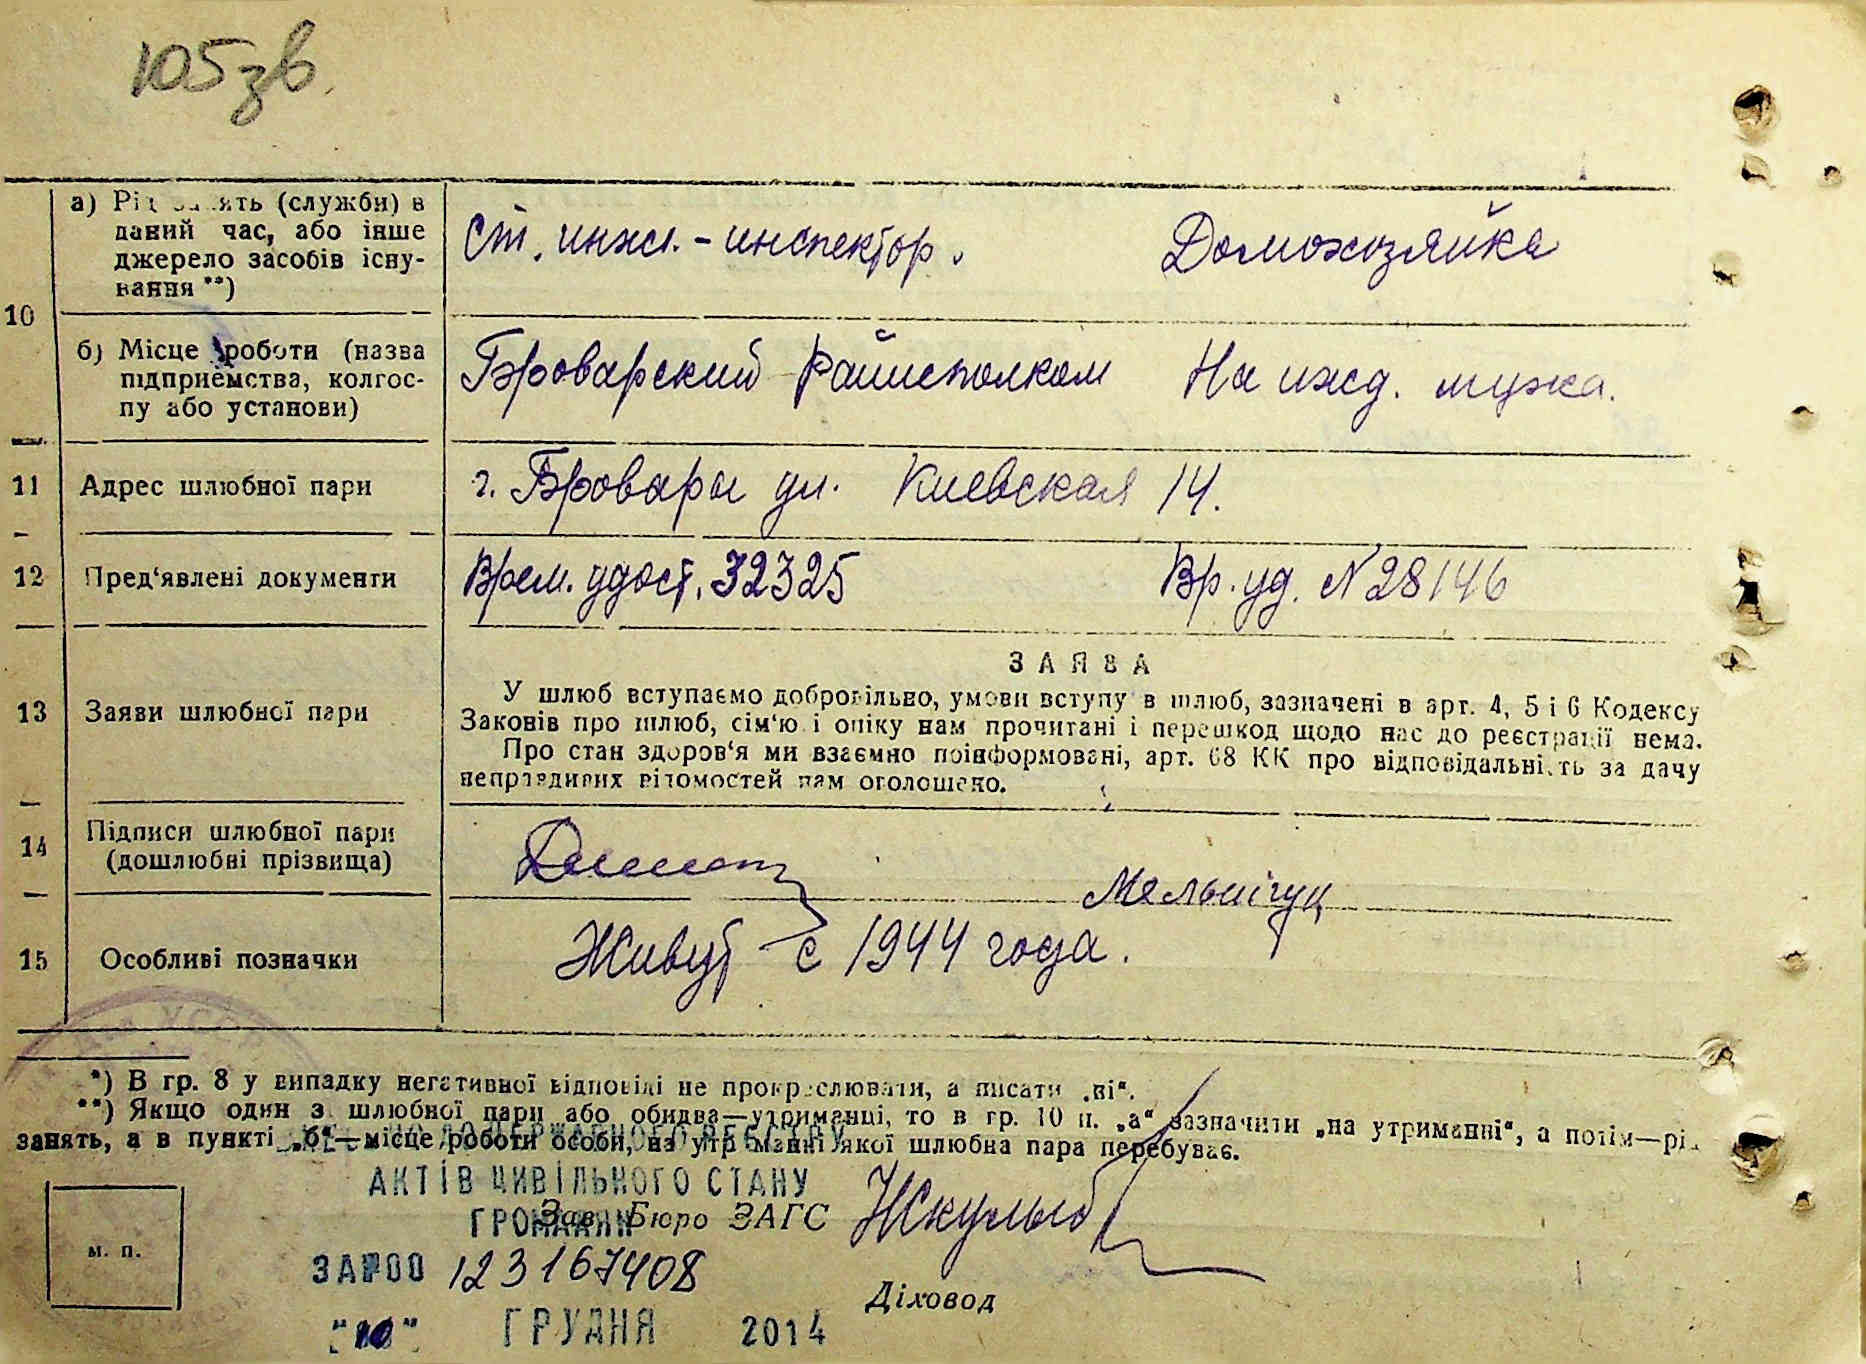 105зв.
10
а) Рід занять (служби) в
даний час, або інше
джерело засобів існу-
вання **)
Ст. инж. - инспектор.
Домохозяйка
б) Місце роботи (назва
підприємства, колгос-
пу або установи)
Броварский Райисполком
На ижд. мужа.
11
Адрес шлюбної пари
г. Бровары ул. Киевская 14.
12
Пред'явлені документи
Врем. удост. 32325
Вр. уд. N 28146
13
Заяви шлюбної пари
ЗАЯВА
У шлюб вступаємо добровільно, умови вступу в шлюб, зазначені в арт. 4, 5 і 6 Кодексу
Законів про шлюб, сім'ю і опіку нам прочитані і перешкод щодо нас до реєстрації нема.
Про стан здоров'я ми взаємно поінформовані, арт. 68 КК про відповідальність за дачу
неправдивих відомостей нам оголошено.
14
Підписи шлюбної пари
(дошлюбні прізвища)
Мельнічук
15
Особливі позначки
Живут с 1944 года.
*) В гр. 8 у випадку негативної відповіді не прокреслювати, а писати „ні“.
**) Якщо один з шлюбної пари або обидва—утриманці, то в гр. 10 п. „а“ зазначити „на утриманні“, а потім—рід
занять, а в пункті „б“—місце роботи особи, на утриманні якої шлюбна пара перебуває.
АКТІВ ЦИВІЛЬНОГО СТАНУ
ГРОМАДЯН
Зав. Бюро ЗАГС
м. п.
123167408
Діловод
"10" ГРУДНЯ 2014